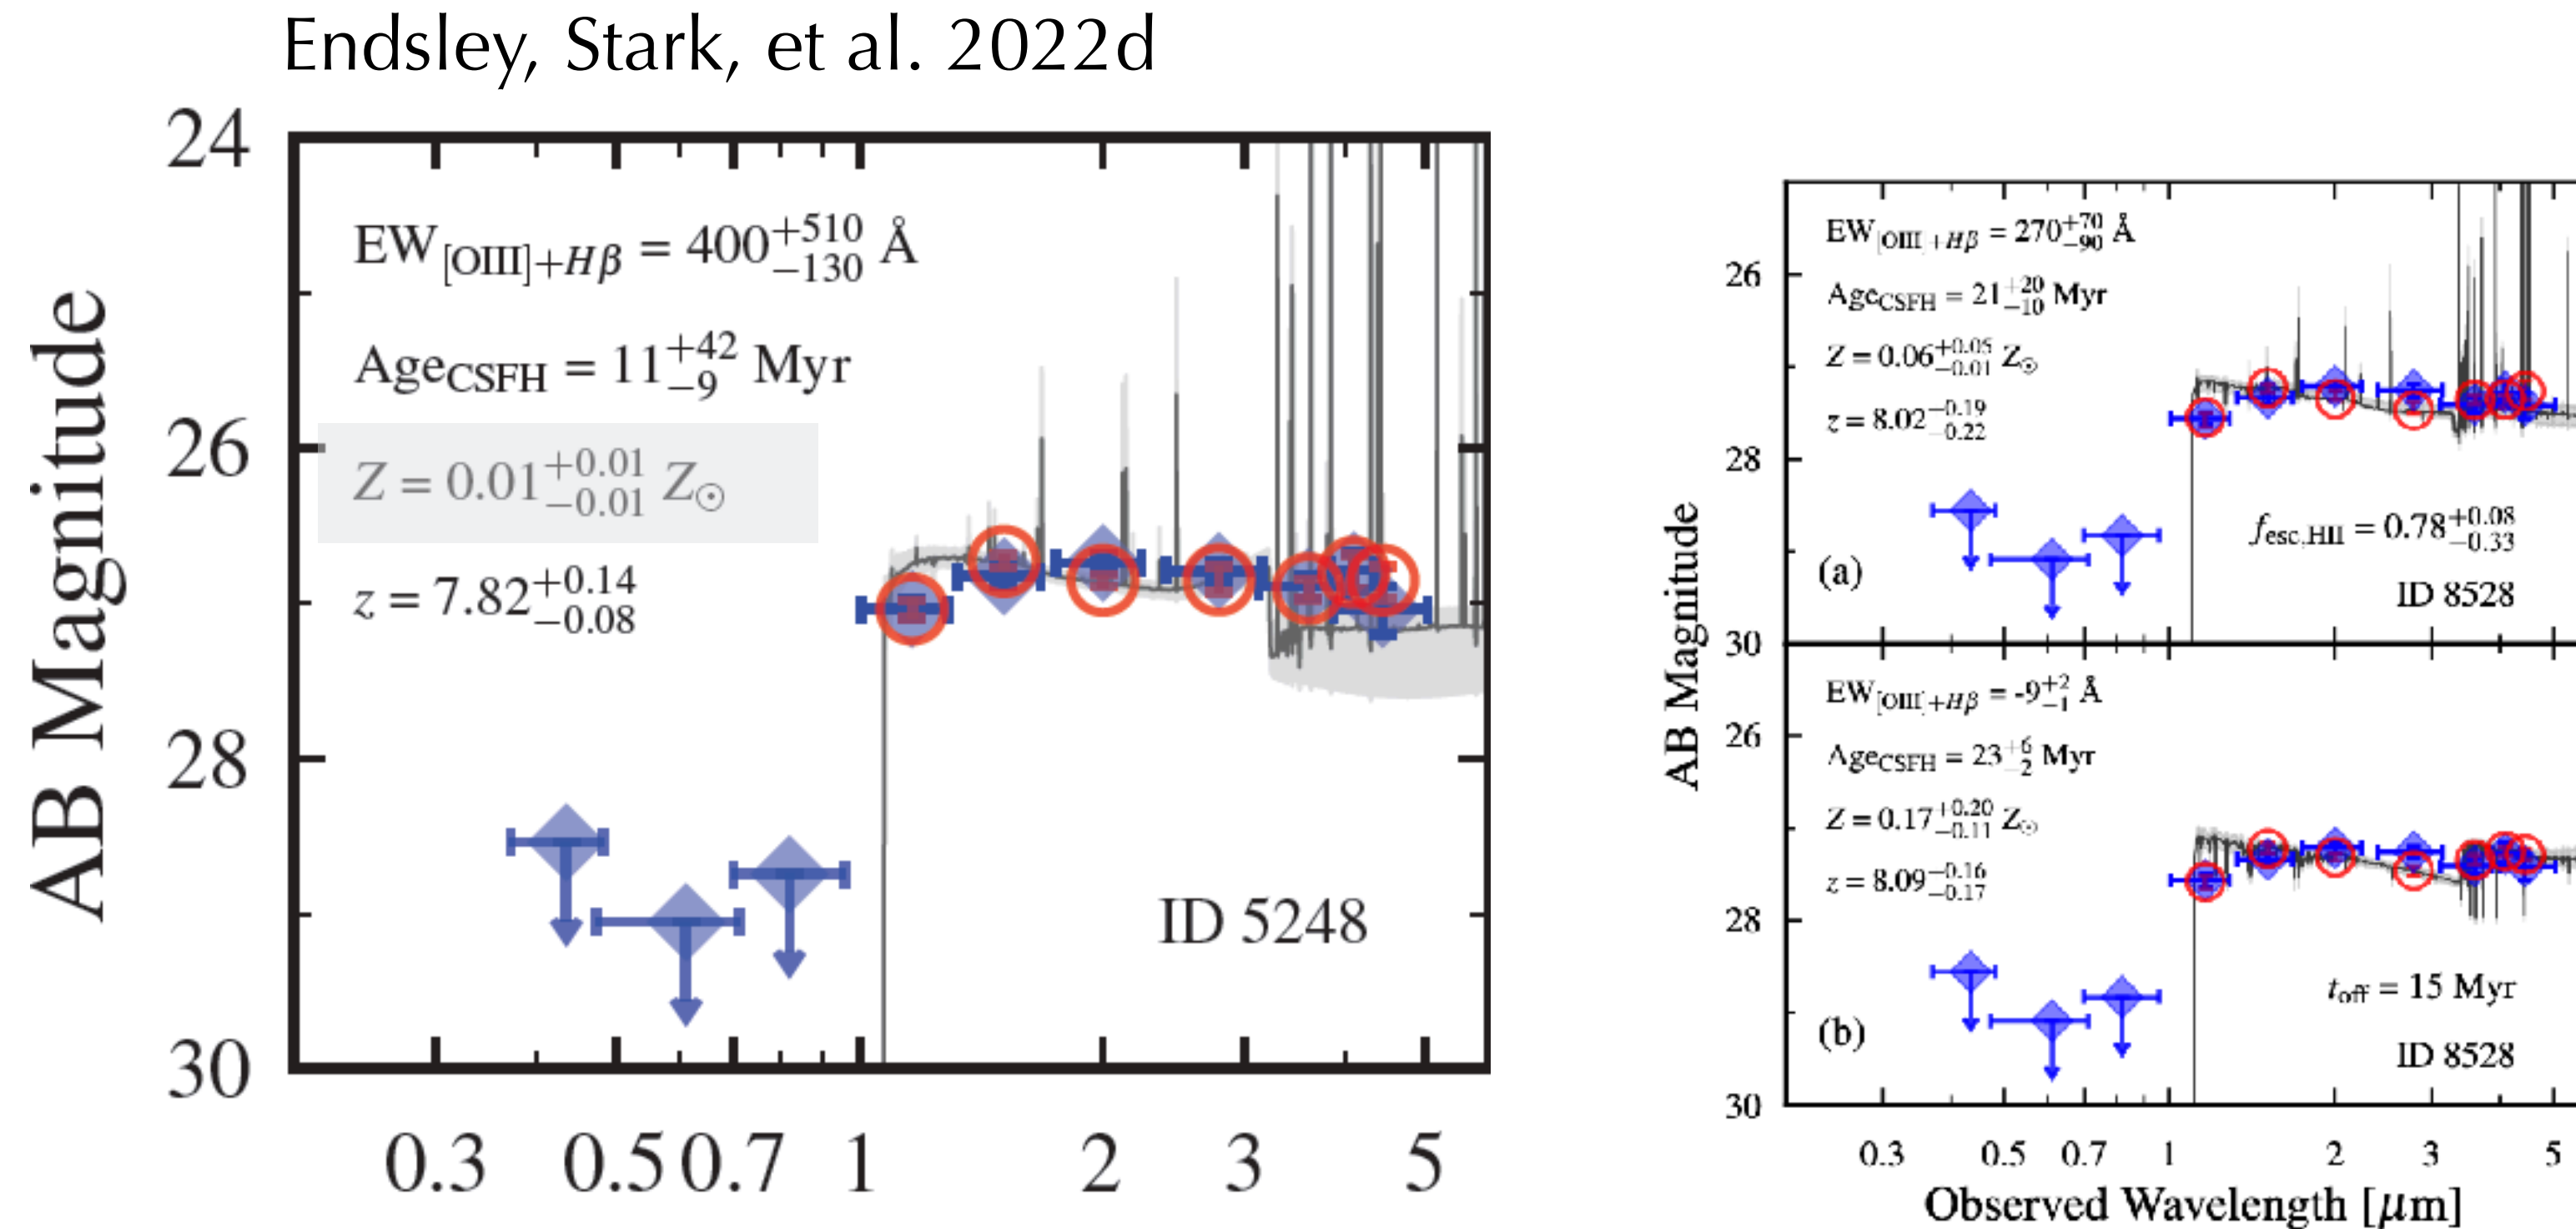 Endsley, Stark, et al. 2022d
AB Magnitude
24
26
28
30
EW[OIII]+Hβ = 400 +510 −130 Å
AgeCSFH = 11 +42 −9 Myr
Z = 0.01 +0.01 −0.01 Z⊙
z = 7.82 +0.14 −0.08
ID 5248
0.3 0.5 0.7 1 2 3 5
AB Magnitude
26
28
30
EW[OIII]+Hβ = 270 +70 −90 Å
AgeCSFH = 21 +20 −10 Myr
Z = 0.06 +0.05 −0.01 Z⊙
z = 8.02 −0.19 −0.22
fesc,HII = 0.78 +0.08 −0.33
(a)
ID 8528
EW[OIII]+Hβ = -9 +2 −1 Å
AgeCSFH = 23 +6 −2 Myr
Z = 0.17 +0.20 −0.11 Z⊙
z = 8.09 −0.16 −0.17
26
28
30
toff = 15 Myr
(b)
ID 8528
0.3 0.5 0.7 1 2 3 5
Observed Wavelength [μm]